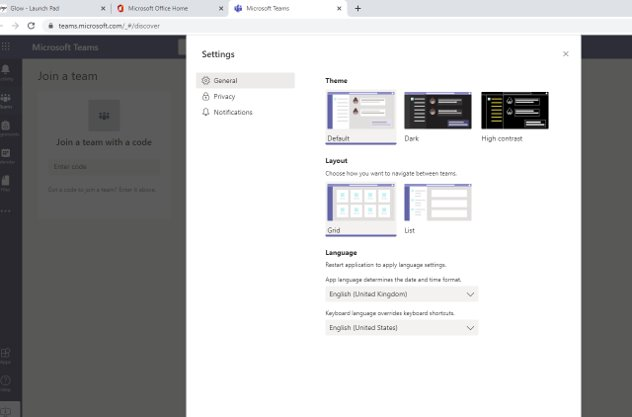 Glow - Launch Pad
Microsoft Office Home
Microsoft Teams
teams.microsoft.com/_#/discover
Microsoft Teams
Settings
General
Privacy
Notifications
Theme
Default
Dark
High contrast
Layout
Choose how you want to navigate between teams.
Grid
List
Language
Restart application to apply language settings.
App language determines the date and time format.
English (United Kingdom)
Keyboard language overrides keyboard shortcuts.
English (United States)
Join a team
Join a team with a code
Enter code
Got a code to join a team? Enter it above.
Teams
Files
Apps
Help